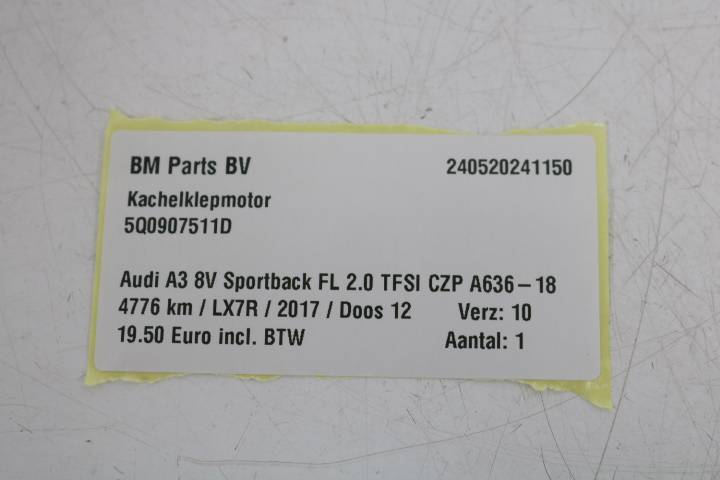 BM Parts BV 240520241150
Kachelklepmotor
5Q0907511D
Audi A3 8V Sportback FL 2.0 TFSI CZP A636-18
4776 km / LX7R / 2017 / Doos 12 Verz: 10
19.50 Euro incl. BTW Aantal: 1